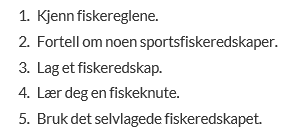 1. Kjenn fiskereglene.
2. Fortell om noen sportsfiskeredskaper.
3. Lag et fiskeredskap.
4. Lær deg en fiskeknute.
5. Bruk det selvlagede fiskeredskapet.